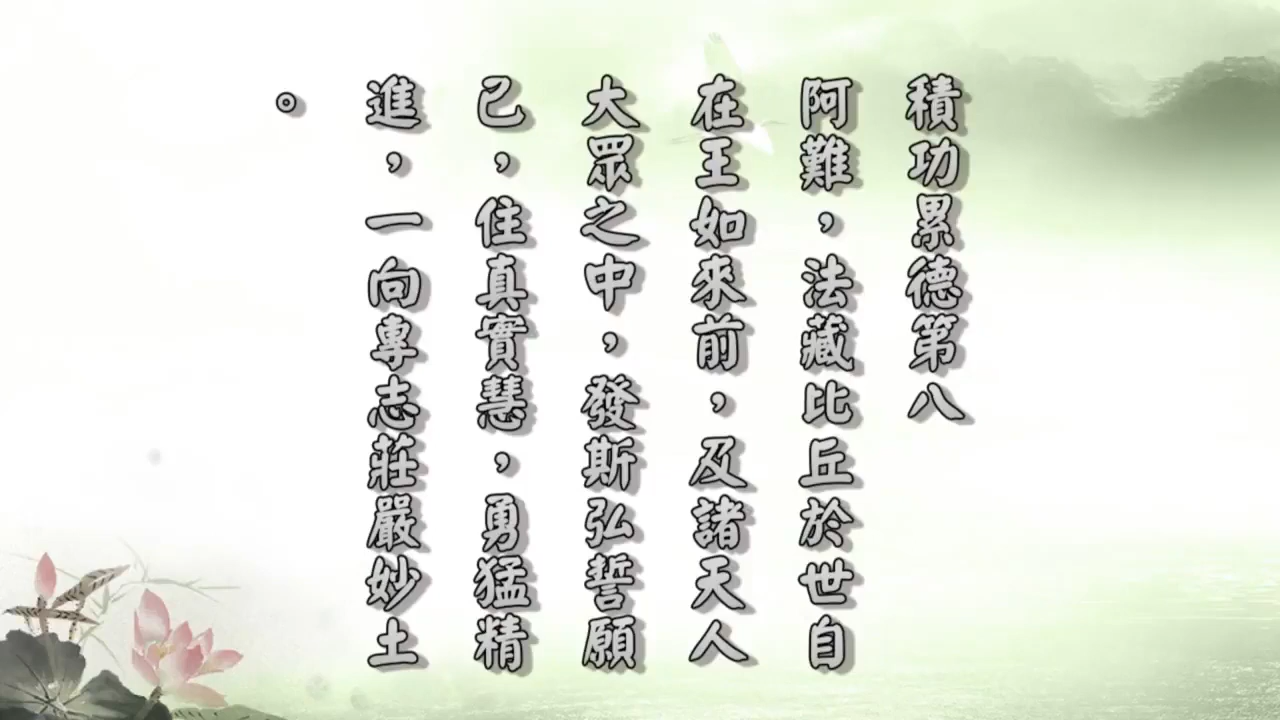 積功累德第八
阿難，法藏比丘於世自
在王如來前，及諸天人
大眾之中，發斯弘誓願
已，住真實慧，勇猛精
進，一向專志莊嚴妙土
。